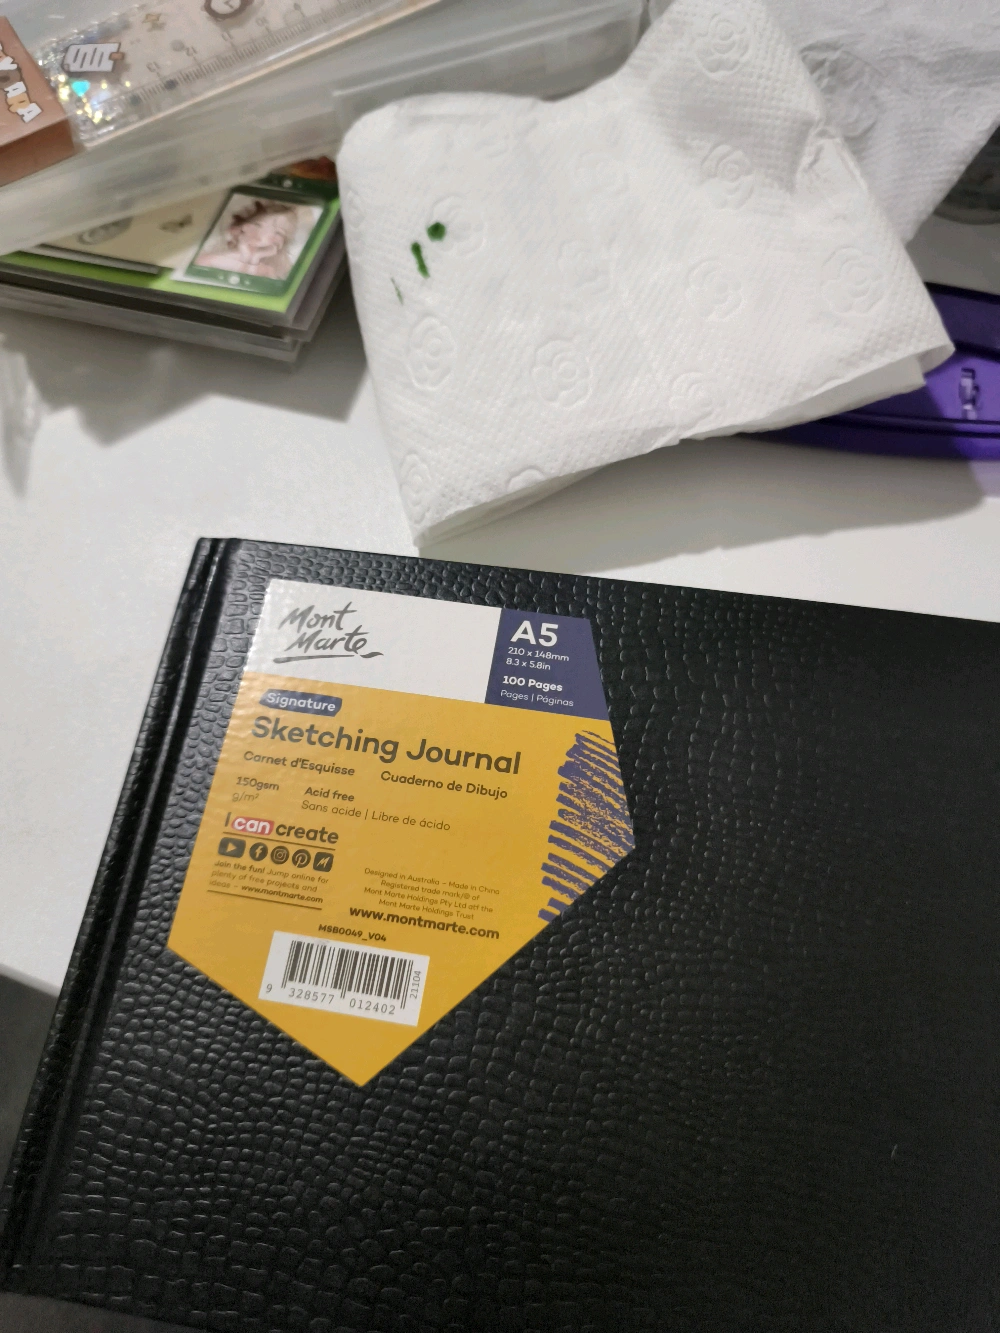 Mont
Marte
A5
210 x 148mm
8.3 x 5.8in
100 Pages
Pages | Páginas
Signature
Sketching Journal
Carnet d'Esquisse Cuaderno de Dibujo
150gsm
g/m²
Acid free
Sans acide | Libre de ácido
I can create
Join the fun! Jump online for
plenty of free projects and
ideas - www.montmarte.com
Designed in Australia – Made in China
Registered trade mark/® of
Mont Marte Holdings Pty Ltd atf the
Mont Marte Holdings Trust
www.montmarte.com
MSB0049_V04
9 328577 012402
21104